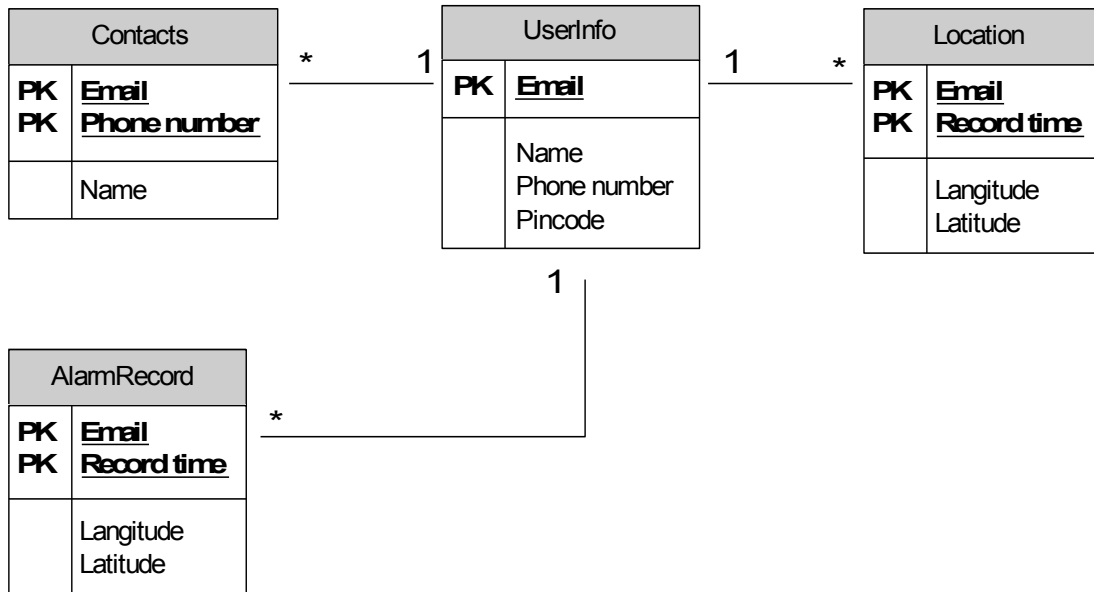 Contacts
PK Email
PK Phone number
Name
* 1
UserInfo
PK Email
Name
Phone number
Pincode
1 *
Location
PK Email
PK Record time
Langitude
Latitude
1
*
AlarmRecord
PK Email
PK Record time
Langitude
Latitude